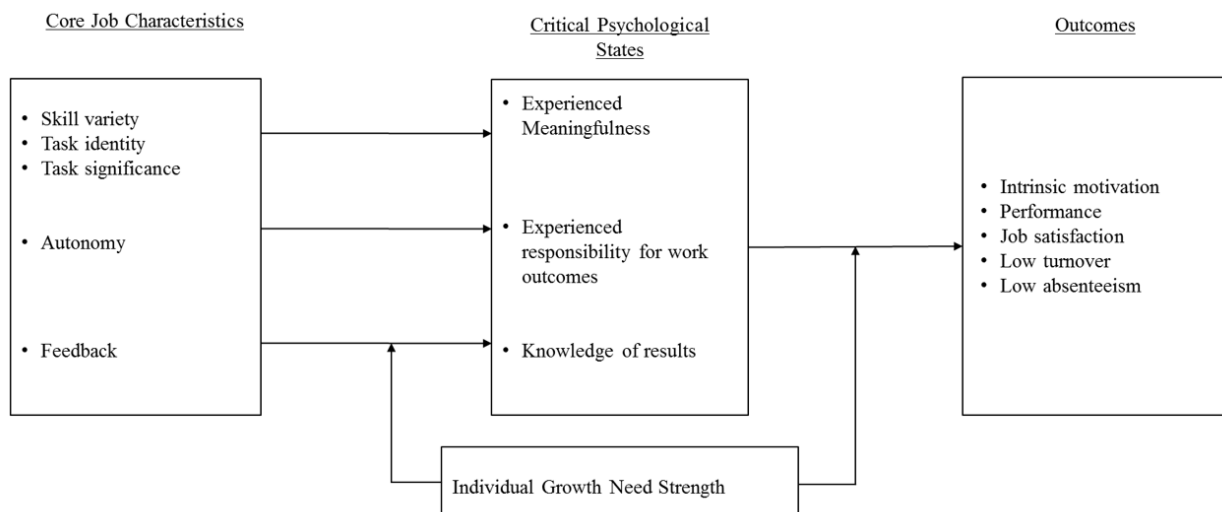 Core Job Characteristics
Critical Psychological
States
Outcomes
• Skill variety
• Task identity
• Task significance
• Autonomy
• Feedback
• Experienced
Meaningfulness
• Experienced
responsibility for work
outcomes
• Knowledge of results
• Intrinsic motivation
• Performance
• Job satisfaction
• Low turnover
• Low absenteeism
Individual Growth Need Strength